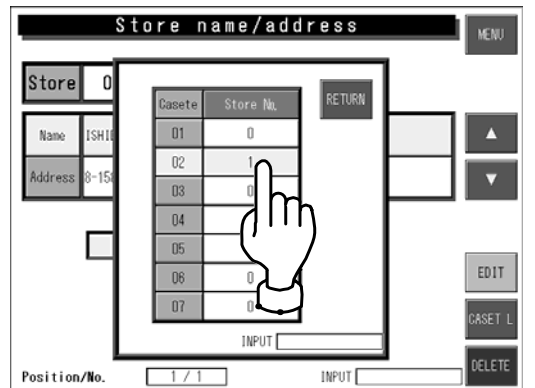 Store name/address
MENU
Store 0
Casete Store No. RETURN
01 0
Name ISHI
02 1
Address 8-15
03 0
04
05
06 0
EDIT
07 0
CASET L
INPUT
DELETE
Position/No. 1 / 1 INPUT